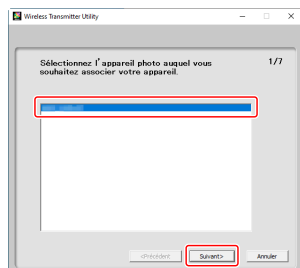 Wireless Transmitter Utility
Sélectionnez l'appareil photo auquel vous 1/7
souhaitez associer votre appareil.
<Précédent Suivant> Annuler